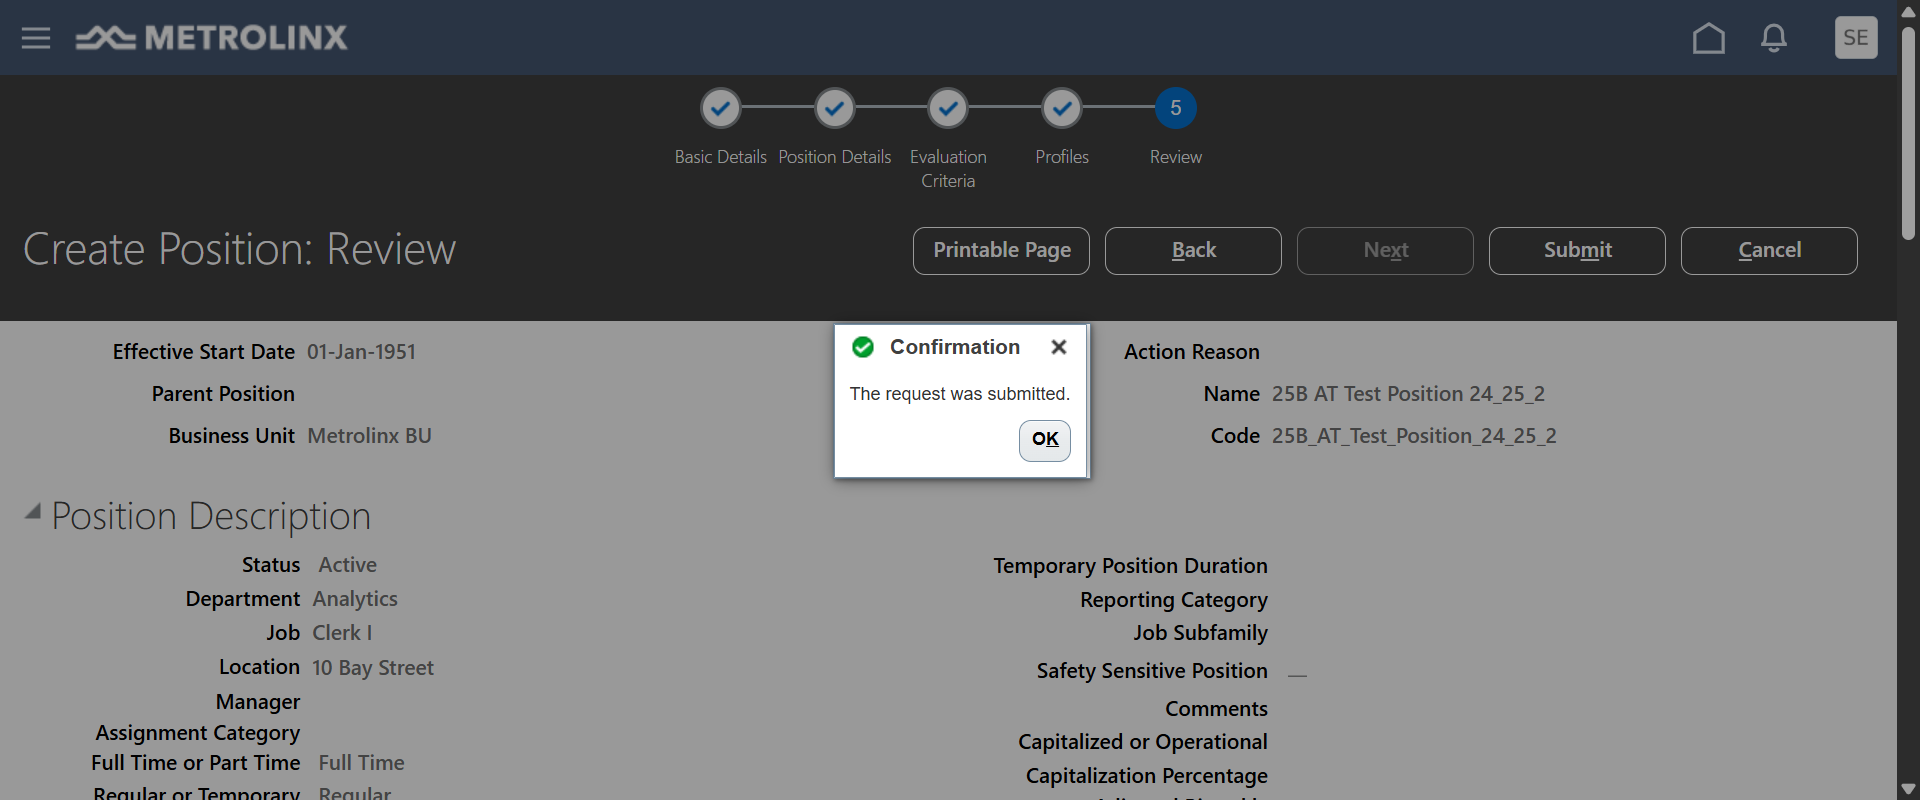 METROLINX
SE
5
Basic Details
Position Details
Evaluation
Criteria
Profiles
Review
Create Position: Review
Printable Page
Back
Next
Submit
Cancel
Effective Start Date 01-Jan-1951
Parent Position
Business Unit Metrolinx BU
Action Reason
Name 25B AT Test Position 24_25_2
Code 25B_AT_Test_Position_24_25_2
Confirmation
The request was submitted.
OK
Position Description
Status Active
Department Analytics
Job Clerk I
Location 10 Bay Street
Manager
Assignment Category
Full Time or Part Time Full Time
Regular or Temporary Regular
Temporary Position Duration
Reporting Category
Job Subfamily
Safety Sensitive Position
Comments
Capitalized or Operational
Capitalization Percentage